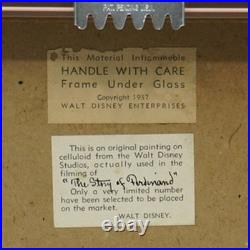 PAT. PEND. U.S.A.
This Material Inflammable
HANDLE WITH CARE
Frame Under Glass
Copyright 1937
WALT DISNEY ENTERPRISES
This is an original painting on
celluloid from the Walt Disney
Studios, actually used in the
filming of
"The Story of Ferdinand"
Only a very limited number
have been selected to be placed
on the market.
WALT DISNEY.